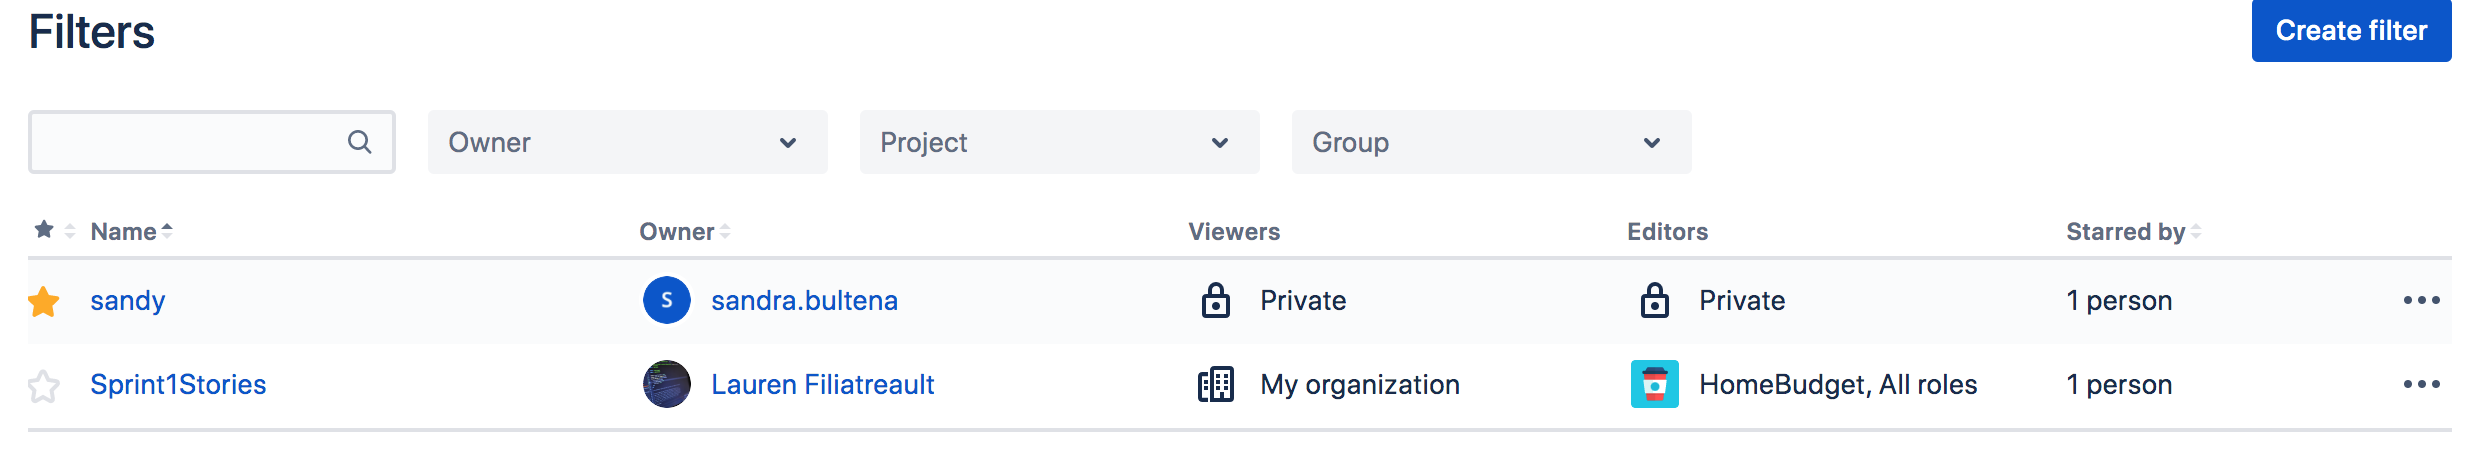 Filters
Create filter
Owner Project Group
Name Owner Viewers Editors Starred by
sandy S sandra.bultena Private Private 1 person
Sprint1Stories Lauren Filiatreault My organization HomeBudget, All roles 1 person